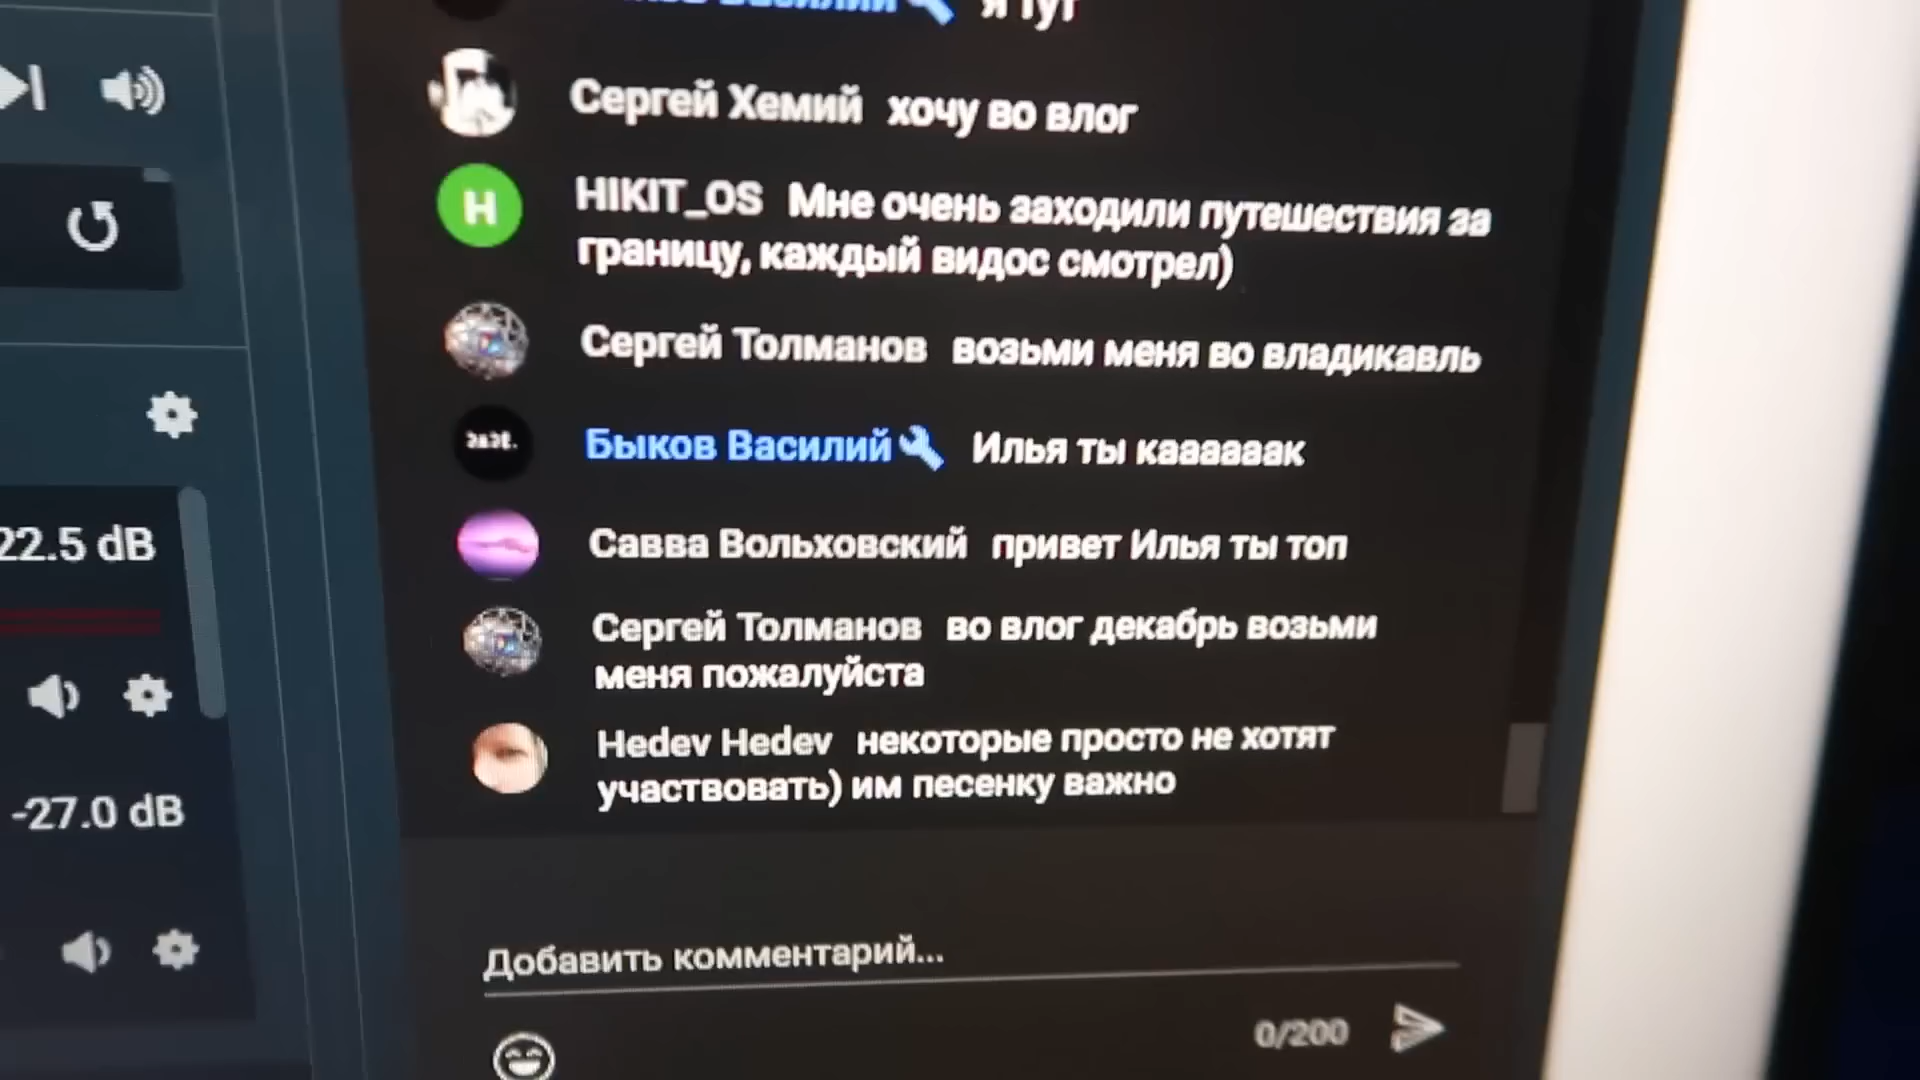 Василий я тут
Сергей Хемий хочу во влог
H
HIKIT_OS Мне очень заходили путешествия за
границу, каждый видос смотрел)
Сергей Толманов возьми меня во владикавль
Быков Василий Илья ты кааааааак
22.5 dB
Савва Вольховский привет Илья ты топ
Сергей Толманов во влог декабрь возьми
меня пожалуйста
Hedev Hedev некоторые просто не хотят
участвовать) им песенку важно
-27.0 dB
Добавить комментарий...
0/200